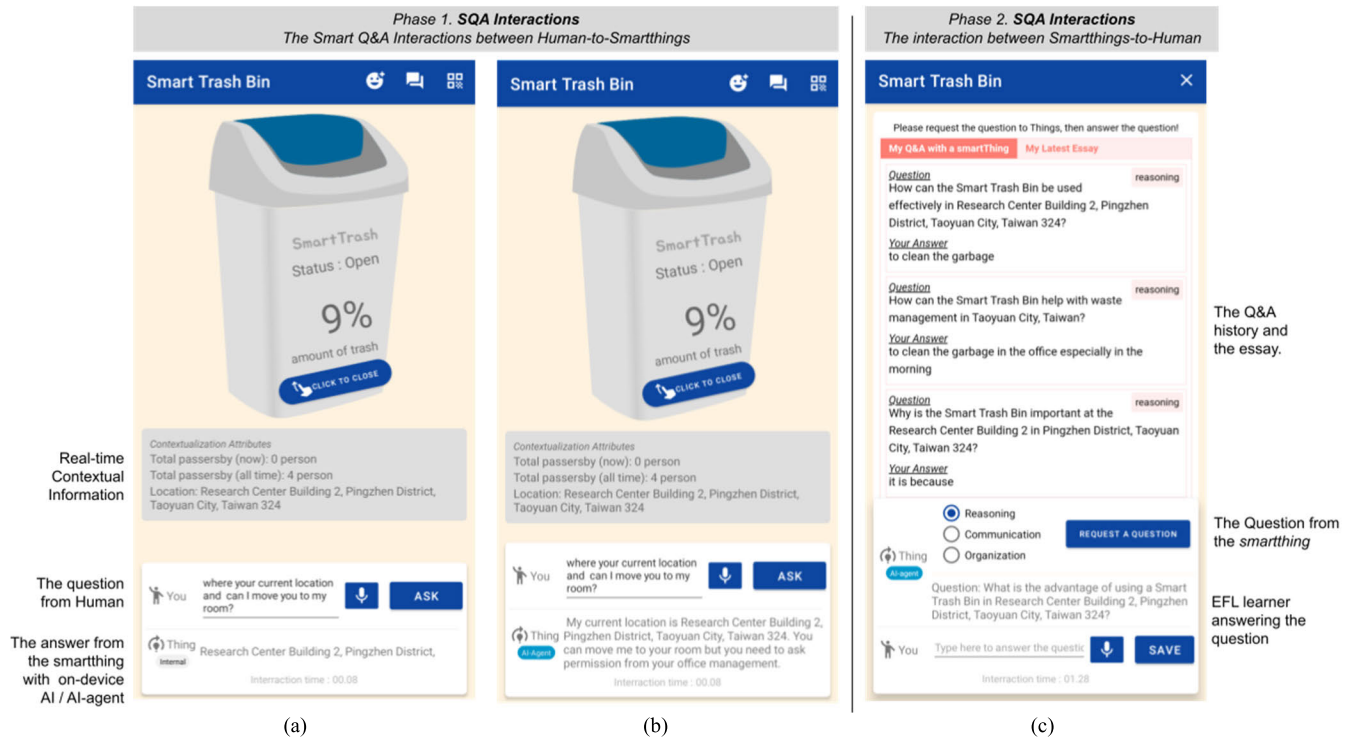 Phase 1. SQA Interactions
The Smart Q&A Interactions between Human-to-Smartthings
Phase 2. SQA Interactions
The interaction between Smartthings-to-Human
Smart Trash Bin
SmartTrash
Status : Open
9%
amount of trash
CLICK TO CLOSE
Real-time
Contextual
Information
Contextualization Attributes
Total passersby (now): 0 person
Total passersby (all time): 4 person
Location: Research Center Building 2, Pingzhen District,
Taoyuan City, Taiwan 324
The question
from Human
You
where your current location
and can I move you to my
room?
ASK
The answer from
the smartthing
with on-device
AI / AI-agent
Thing
Internal
Research Center Building 2, Pingzhen District,
Interraction time : 00.08
(a)
Smart Trash Bin
SmartTrash
Status : Open
9%
amount of trash
CLICK TO CLOSE
Contextualization Attributes
Total passersby (now): 0 person
Total passersby (all time): 4 person
Location: Research Center Building 2, Pingzhen District,
Taoyuan City, Taiwan 324
You
where your current location
and can I move you to my
room?
ASK
Thing
AI-Agent
My current location is Research Center Building 2,
Pingzhen District, Taoyuan City, Taiwan 324. You
can move me to your room but you need to ask
permission from your office management.
Interraction time : 00.08
(b)
Smart Trash Bin
Please request the question to Things, then answer the question!
My Q&A with a smartThing
My Latest Essay
Question
reasoning
How can the Smart Trash Bin be used
effectively in Research Center Building 2, Pingzhen
District, Taoyuan City, Taiwan 324?
Your Answer
to clean the garbage
Question
reasoning
How can the Smart Trash Bin help with waste
management in Taoyuan City, Taiwan?
Your Answer
to clean the garbage in the office especially in the
morning
Question
reasoning
Why is the Smart Trash Bin important at the
Research Center Building 2 in Pingzhen District, Taoyuan
City, Taiwan 324?
Your Answer
it is because
The Q&A
history and
the essay.
Reasoning
Communication
Organization
REQUEST A QUESTION
Thing
AI-agent
Question: What is the advantage of using a Smart
Trash Bin in Research Center Building 2, Pingzhen
District, Taoyuan City, Taiwan 324?
The Question from
the smartthing
You
Type here to answer the questic
SAVE
Interraction time : 01.28
EFL learner
answering the
question
(c)